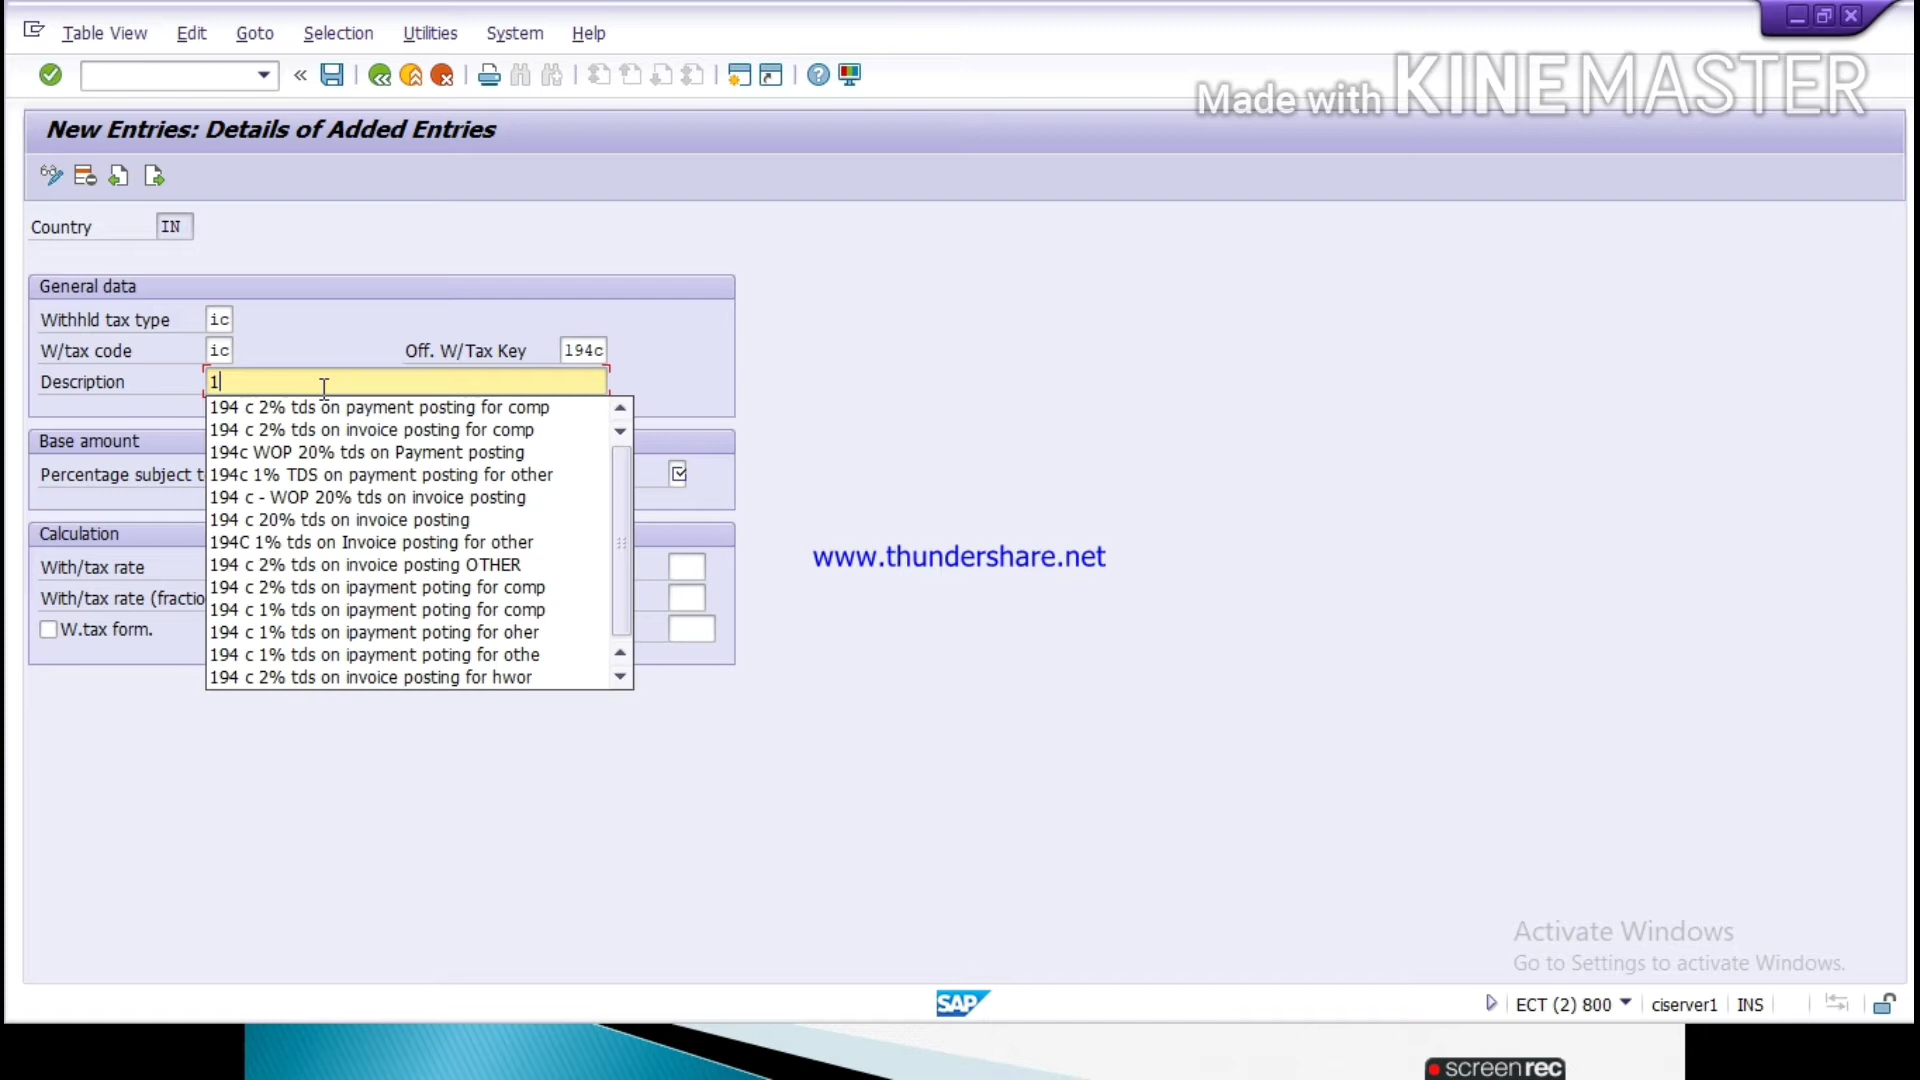 Table View Edit Goto Selection Utilities System Help
Made with KINEMASTER
New Entries: Details of Added Entries
Country IN
General data
Withhld tax type ic
W/tax code ic Off. W/Tax Key 194c
Description 1
194 c 2% tds on payment posting for comp
194 c 2% tds on invoice posting for comp
Base amount
194c WOP 20% tds on Payment posting
Percentage subject t 194c 1% TDS on payment posting for other
194 c - WOP 20% tds on invoice posting
194 c 20% tds on invoice posting
Calculation
194C 1% tds on Invoice posting for other
With/tax rate 194 c 2% tds on invoice posting OTHER
194 c 2% tds on ipayment poting for comp
With/tax rate (fractio 194 c 1% tds on ipayment poting for comp
W.tax form. 194 c 1% tds on ipayment poting for oher
194 c 1% tds on ipayment poting for othe
194 c 2% tds on invoice posting for hwor
www.thundershare.net
Activate Windows
Go to Settings to activate Windows.
SAP ECT (2) 800 ciserver1 INS
screenrec